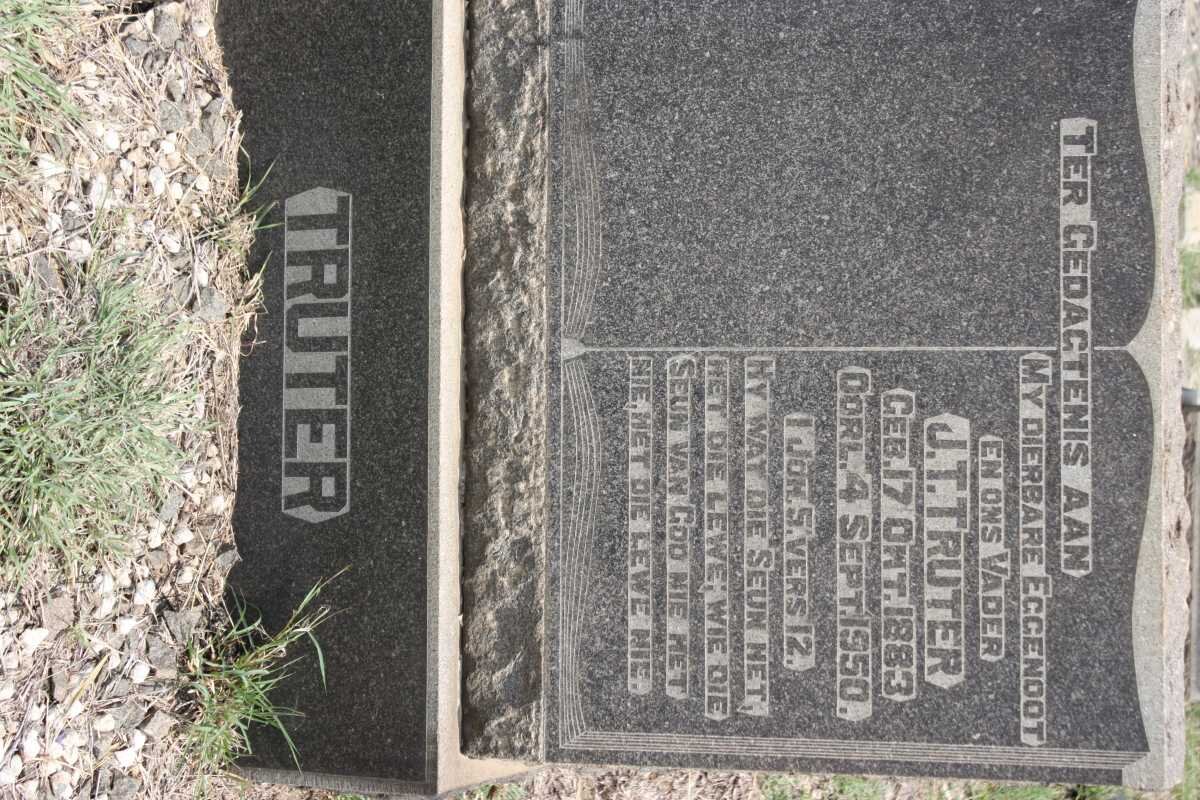 TER GEDACTENIS AAN
MY DIERBARE EGGENOOT
EN ONS VADER
J.T. TRUTER
GEB. 17 OKT. 1883
OORL. 4 SEPT. 1950.
1 JOH. 5 VERS 12.
HY WAT DIE SEUN HET,
HET DIE LEWE, WIE DIE
SEUN VAN GOD NIE HET
NIE, HET DIE LEWE NIE
TRUTER